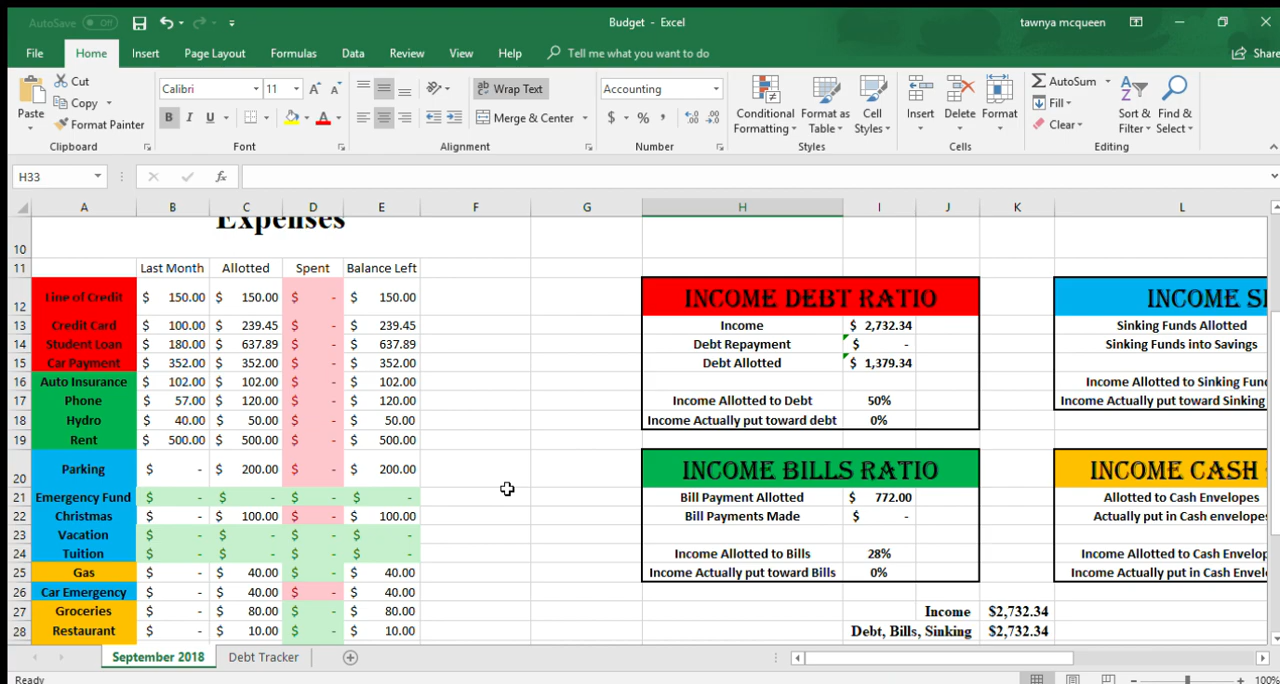 AutoSave Off Budget - Excel tawnya mcqueen
File Home Insert Page Layout Formulas Data Review View Help Tell me what you want to do Share
Paste Cut Copy Format Painter Clipboard
Calibri 11 B I U A Font
ab Wrap Text Merge & Center Alignment
Accounting $ % , Number
Conditional Formatting Format as Table Cell Styles Styles
Insert Delete Format Cells
AutoSum Fill Clear Sort & Filter Find & Select Editing
H33 fx
A B C D E F G H I J K L
Expenses
10
11 Last Month Allotted Spent Balance Left
12 Line of Credit $ 150.00 $ 150.00 $ - $ 150.00 INCOME DEBT RATIO INCOME SI
13 Credit Card $ 100.00 $ 239.45 $ - $ 239.45 Income $ 2,732.34 Sinking Funds Allotted
14 Student Loan $ 180.00 $ 637.89 $ - $ 637.89 Debt Repayment $ - Sinking Funds into Savings
15 Car Payment $ 352.00 $ 352.00 $ - $ 352.00 Debt Allotted $ 1,379.34
16 Auto Insurance $ 102.00 $ 102.00 $ - $ 102.00 Income Allotted to Sinking Fun
17 Phone $ 57.00 $ 120.00 $ - $ 120.00 Income Allotted to Debt 50% Income Actually put toward Sinking
18 Hydro $ 40.00 $ 50.00 $ - $ 50.00 Income Actually put toward debt 0%
19 Rent $ 500.00 $ 500.00 $ - $ 500.00
20 Parking $ - $ 200.00 $ - $ 200.00 INCOME BILLS RATIO INCOME CASH
21 Emergency Fund $ - $ - $ - $ - Bill Payment Allotted $ 772.00 Allotted to Cash Envelopes
22 Christmas $ - $ 100.00 $ - $ 100.00 Bill Payments Made $ - Actually put in Cash envelopes
23 Vacation $ - $ - $ - $ -
24 Tuition $ - $ - $ - $ - Income Allotted to Bills 28% Income Allotted to Cash Envelop
25 Gas $ - $ 40.00 $ - $ 40.00 Income Actually put toward Bills 0% Income Actually put in Cash Envel
26 Car Emergency $ - $ 40.00 $ - $ 40.00
27 Groceries $ - $ 80.00 $ - $ 80.00 Income $2,732.34
28 Restaurant $ - $ 10.00 $ - $ 10.00 Debt, Bills, Sinking $2,732.34
September 2018 Debt Tracker
Ready 100%